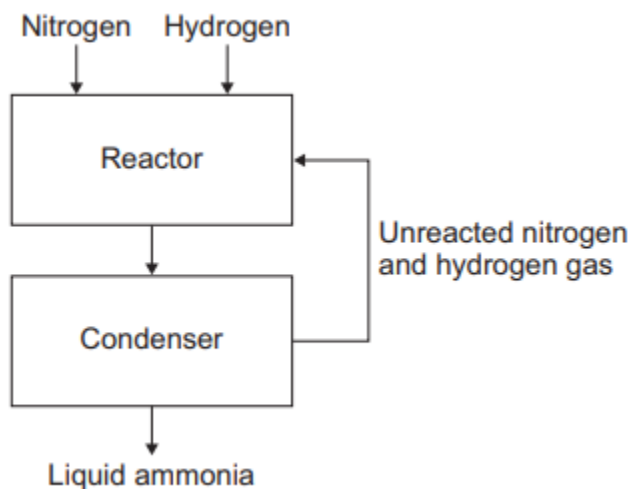 Nitrogen Hydrogen
Reactor
Unreacted nitrogen
and hydrogen gas
Condenser
Liquid ammonia